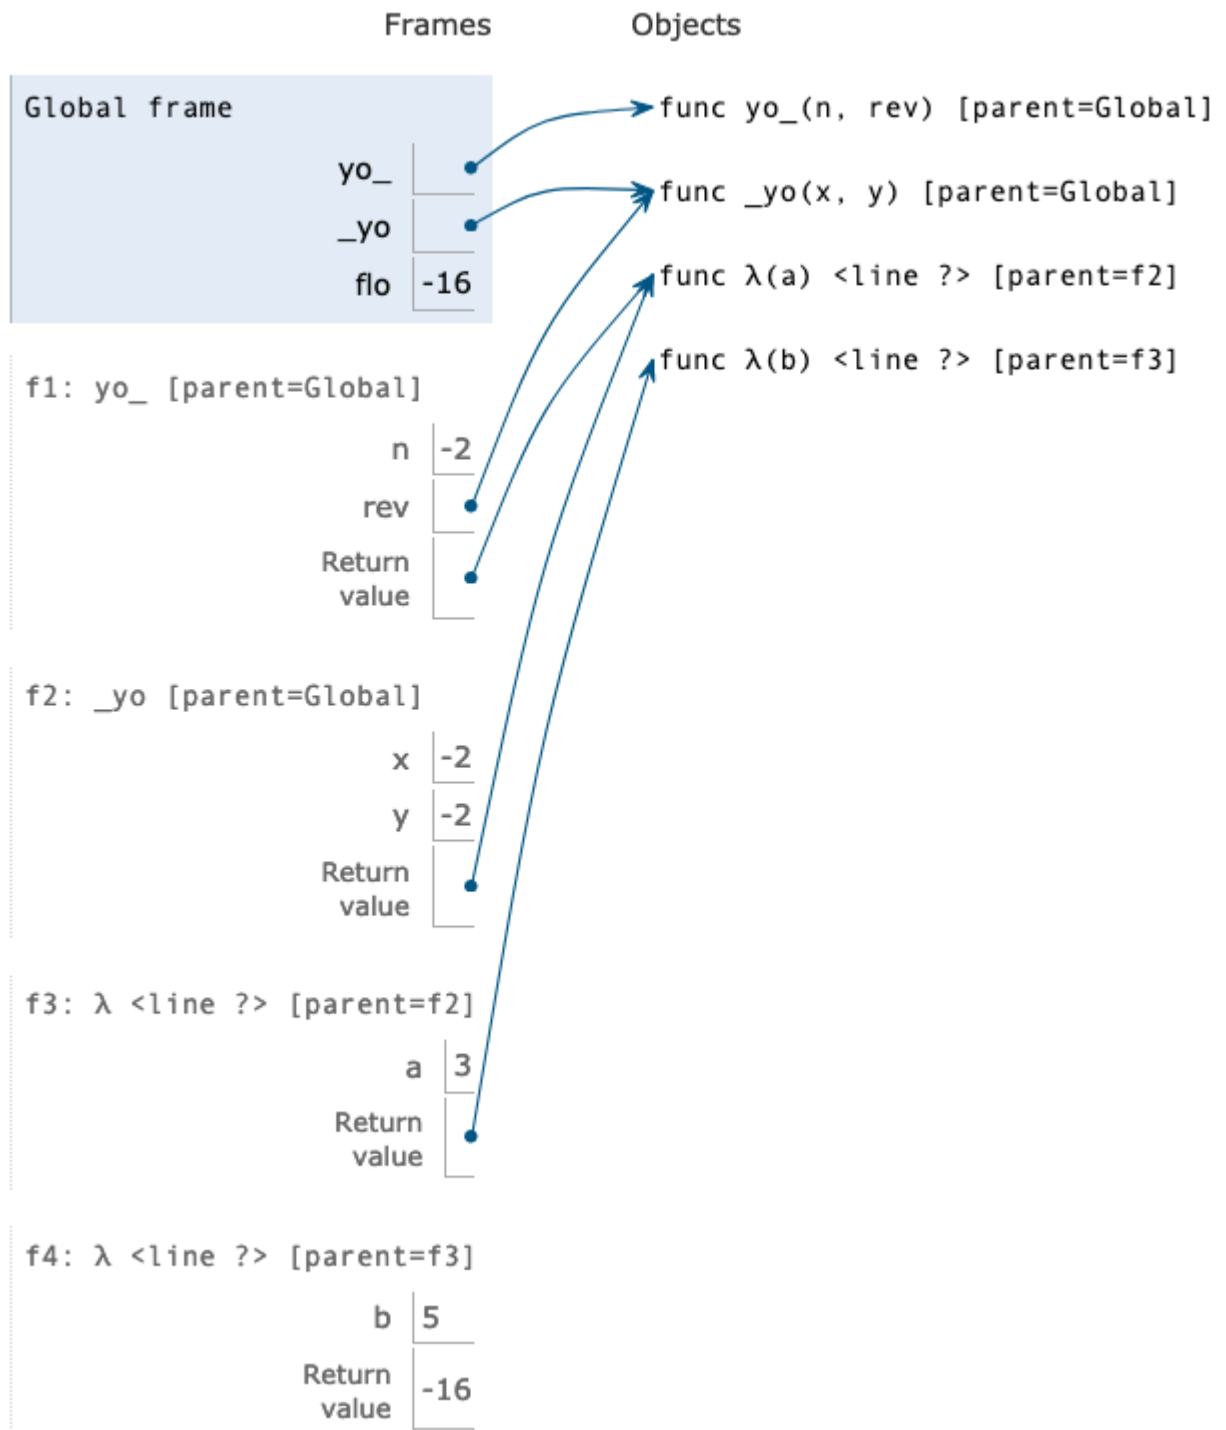 Frames Objects
Global frame
func yo_(n, rev) [parent=Global]
yo_
func _yo(x, y) [parent=Global]
_yo
func λ(a) <line ?> [parent=f2]
flo -16
func λ(b) <line ?> [parent=f3]
f1: yo_ [parent=Global]
n -2
rev
Return
value
f2: _yo [parent=Global]
x -2
y -2
Return
value
f3: λ <line ?> [parent=f2]
a 3
Return
value
f4: λ <line ?> [parent=f3]
b 5
Return
value -16